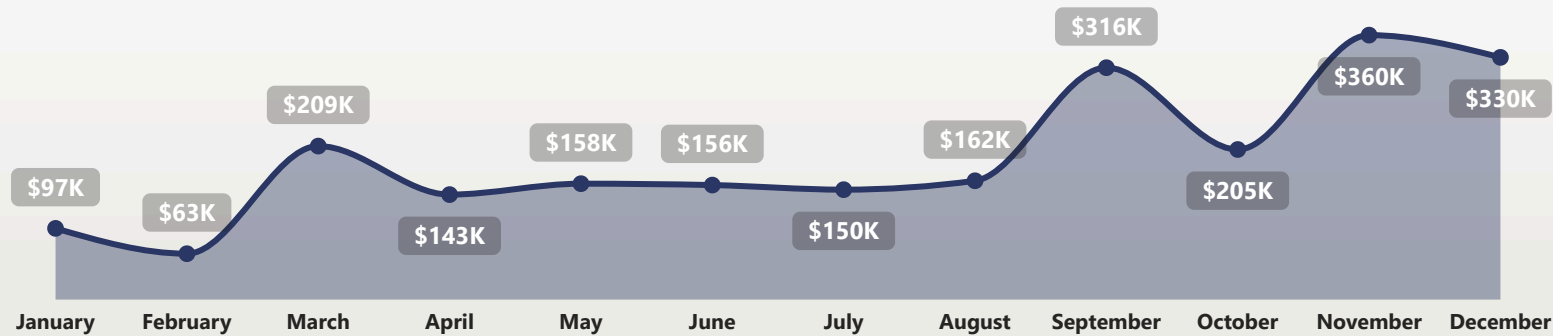 $316K
$360K
$330K
$209K
$158K
$156K
$162K
$97K
$63K
$205K
$143K
$150K
January February March April May June July August September October November December